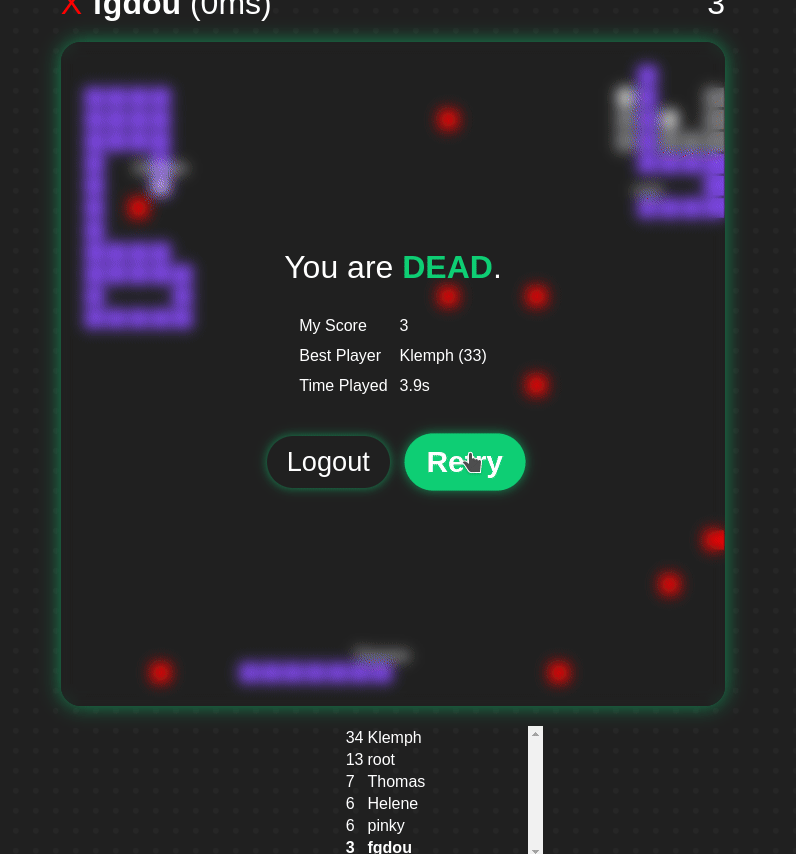 X fgdou (0ms) 3
You are DEAD.
My Score 3
Best Player Klemph (33)
Time Played 3.9s
Logout Retry
34 Klemph
13 root
7 Thomas
6 Helene
6 pinky
3 fgdou